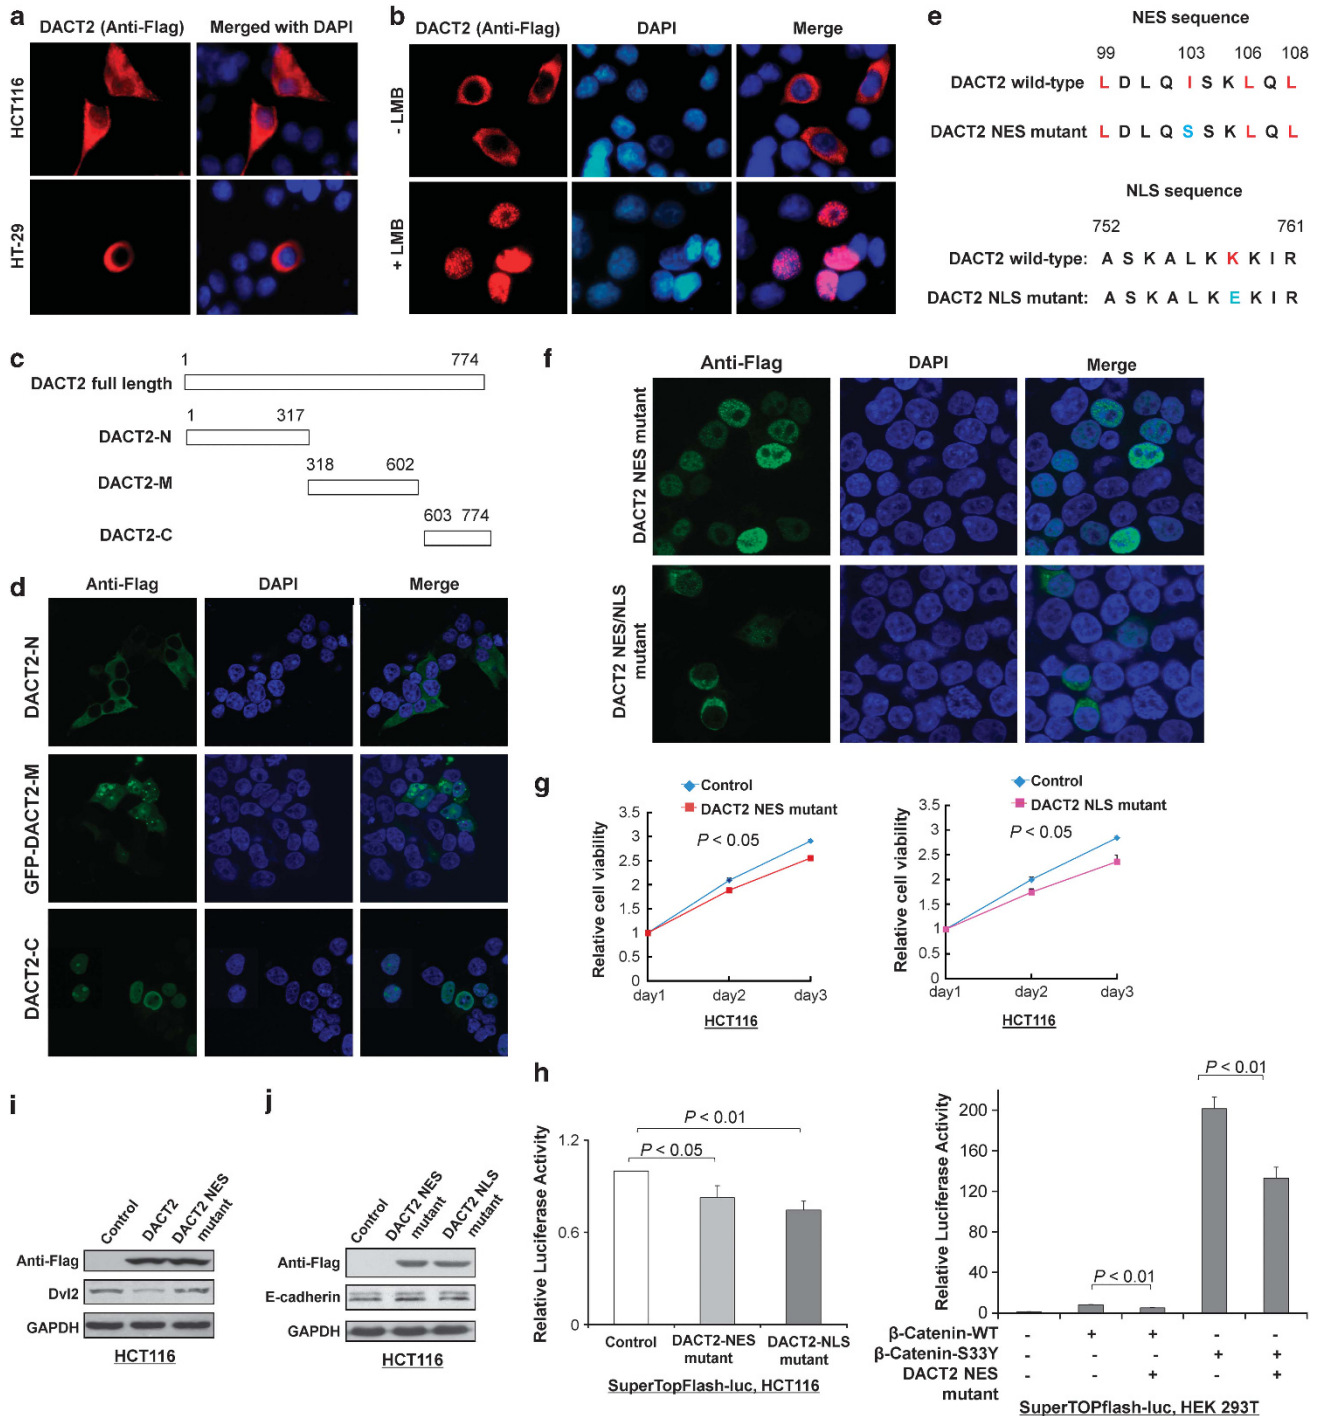 a
DACT2 (Anti-Flag) Merged with DAPI
HCT116
HT-29
b
DACT2 (Anti-Flag) DAPI Merge
- LMB
+ LMB
e
NES sequence
99 103 106 108
DACT2 wild-type L D L Q I S K L Q L
DACT2 NES mutant L D L Q S S K L Q L
NLS sequence
752 761
DACT2 wild-type: A S K A L K K K I R
DACT2 NLS mutant: A S K A L K E K I R
c
1 774
DACT2 full length
1 317
DACT2-N
318 602
DACT2-M
603 774
DACT2-C
d
Anti-Flag DAPI Merge
DACT2-N
GFP-DACT2-M
DACT2-C
f
Anti-Flag DAPI Merge
DACT2 NES mutant
DACT2 NES/NLS
mutant
g
Control
DACT2 NES mutant
P < 0.05
Relative cell viability
3.5
3
2.5
2
1.5
1
0.5
0
day1 day2 day3
HCT116
Control
DACT2 NLS mutant
P < 0.05
Relative cell viability
3.5
3
2.5
2
1.5
1
0.5
0
day1 day2 day3
HCT116
h
Relative Luciferase Activity
1.2
0.6
0
P < 0.01
P < 0.05
Control DACT2-NES DACT2-NLS
mutant mutant
SuperTopFlash-luc, HCT116
Relative Luciferase Activity
200
160
120
80
40
0
P < 0.01
P < 0.01
β-Catenin-WT - + + - -
β-Catenin-S33Y - - - + +
DACT2 NES - - + - +
mutant
SuperTOPflash-luc, HEK 293T
i
Control
DACT2
DACT2 NES
mutant
Anti-Flag
Dvl2
GAPDH
HCT116
j
Control
DACT2 NES
mutant
DACT2 NLS
mutant
Anti-Flag
E-cadherin
GAPDH
HCT116